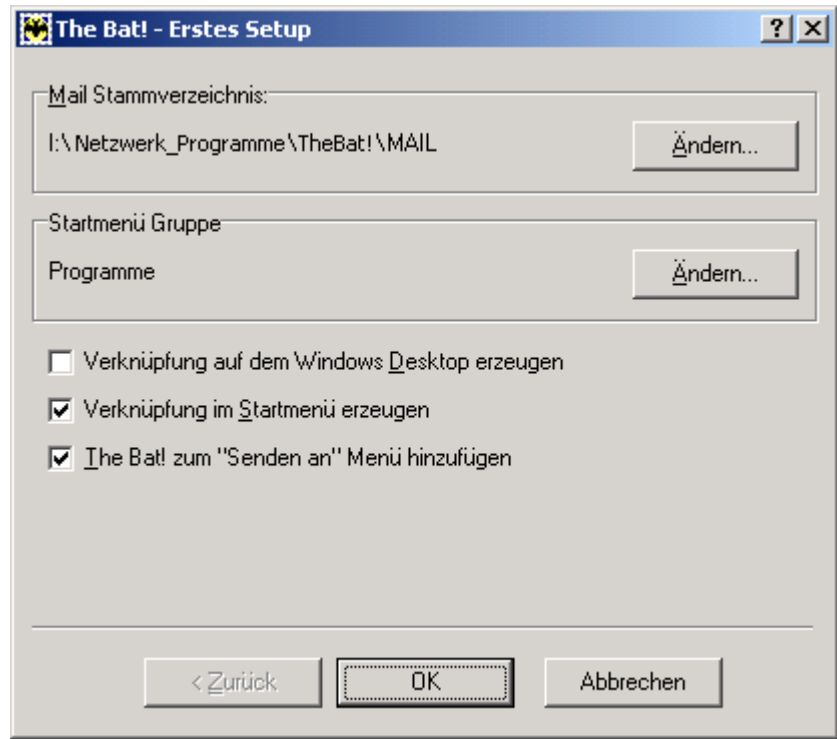 The Bat! - Erstes Setup
Mail Stammverzeichnis:
I:\Netzwerk_Programme\TheBat!\MAIL
Ändern...
Startmenü Gruppe
Programme
Ändern...
Verknüpfung auf dem Windows Desktop erzeugen
Verknüpfung im Startmenü erzeugen
The Bat! zum "Senden an" Menü hinzufügen
< Zurück
OK
Abbrechen